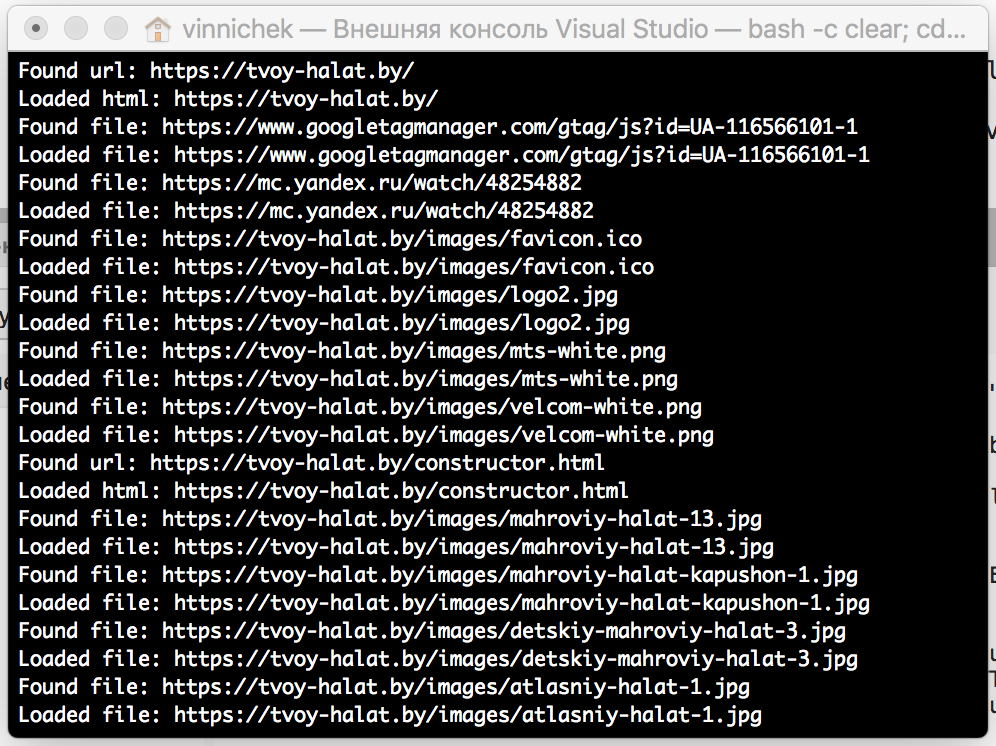 vinnichek — Внешняя консоль Visual Studio — bash -c clear; cd...
Found url: https://tvoy-halat.by/
Loaded html: https://tvoy-halat.by/
Found file: https://www.googletagmanager.com/gtag/js?id=UA-116566101-1
Loaded file: https://www.googletagmanager.com/gtag/js?id=UA-116566101-1
Found file: https://mc.yandex.ru/watch/48254882
Loaded file: https://mc.yandex.ru/watch/48254882
Found file: https://tvoy-halat.by/images/favicon.ico
Loaded file: https://tvoy-halat.by/images/favicon.ico
Found file: https://tvoy-halat.by/images/logo2.jpg
Loaded file: https://tvoy-halat.by/images/logo2.jpg
Found file: https://tvoy-halat.by/images/mts-white.png
Loaded file: https://tvoy-halat.by/images/mts-white.png
Found file: https://tvoy-halat.by/images/velcom-white.png
Loaded file: https://tvoy-halat.by/images/velcom-white.png
Found url: https://tvoy-halat.by/constructor.html
Loaded html: https://tvoy-halat.by/constructor.html
Found file: https://tvoy-halat.by/images/mahroviy-halat-13.jpg
Loaded file: https://tvoy-halat.by/images/mahroviy-halat-13.jpg
Found file: https://tvoy-halat.by/images/mahroviy-halat-kapushon-1.jpg
Loaded file: https://tvoy-halat.by/images/mahroviy-halat-kapushon-1.jpg
Found file: https://tvoy-halat.by/images/detskiy-mahroviy-halat-3.jpg
Loaded file: https://tvoy-halat.by/images/detskiy-mahroviy-halat-3.jpg
Found file: https://tvoy-halat.by/images/atlasniy-halat-1.jpg
Loaded file: https://tvoy-halat.by/images/atlasniy-halat-1.jpg